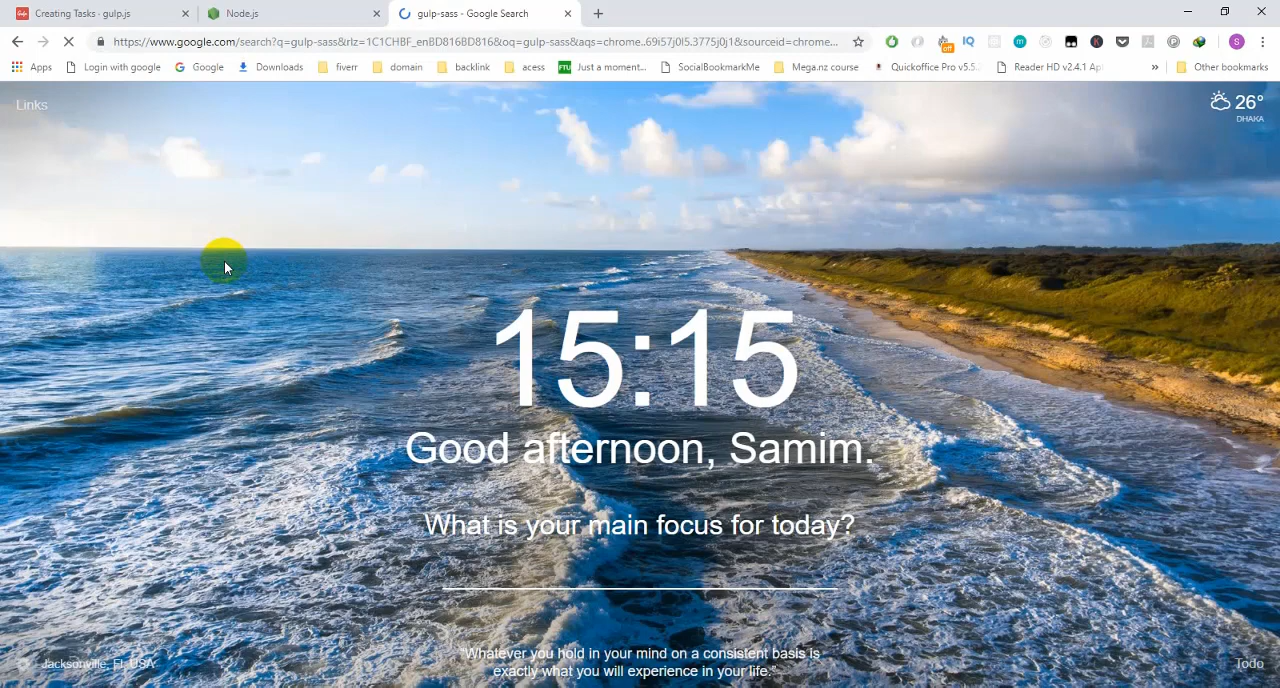 Creating Tasks · gulp.js
Node.js
gulp-sass - Google Search
https://www.google.com/search?q=gulp-sass&rlz=1C1CHBF_enBD816BD816&oq=gulp-sass&aqs=chrome..69i57j0l5.3775j0j1&sourceid=chrome...
Apps
Login with google
Google
Downloads
fiverr
domain
backlink
acess
FTU
Just a moment...
SocialBookmarkMe
Mega.nz course
Quickoffice Pro v5.5.
Reader HD v2.4.1 Ap
»
Other bookmarks
off
IQ
S
Links
26°
DHAKA
15:15
Good afternoon, Samim.
What is your main focus for today?
"Whatever you hold in your mind on a consistent basis is
exactly what you will experience in your life."
Jacksonville, Fl, USA
Todo